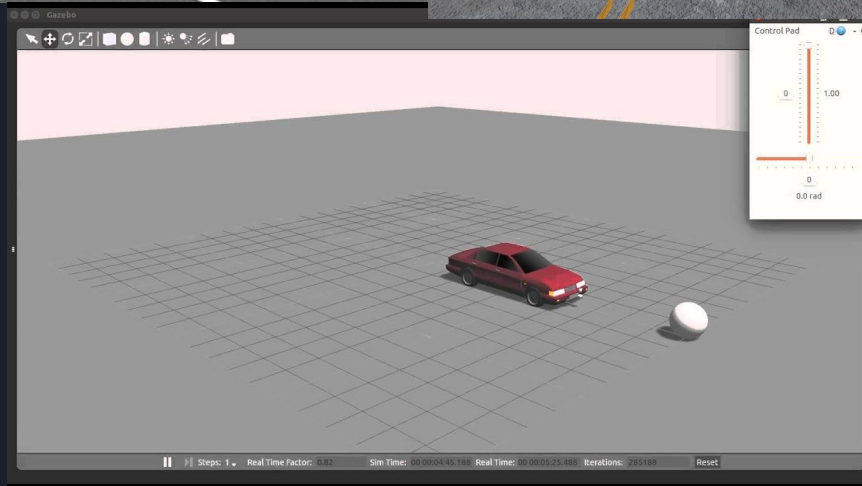 Gazebo
Control Pad
D
0
1.00
0
0.0 rad
Steps: 1
Real Time Factor: 0.82
Sim Time: 00 00:04:45.188
Real Time: 00 00:05:25.488
Iterations: 285188
Reset